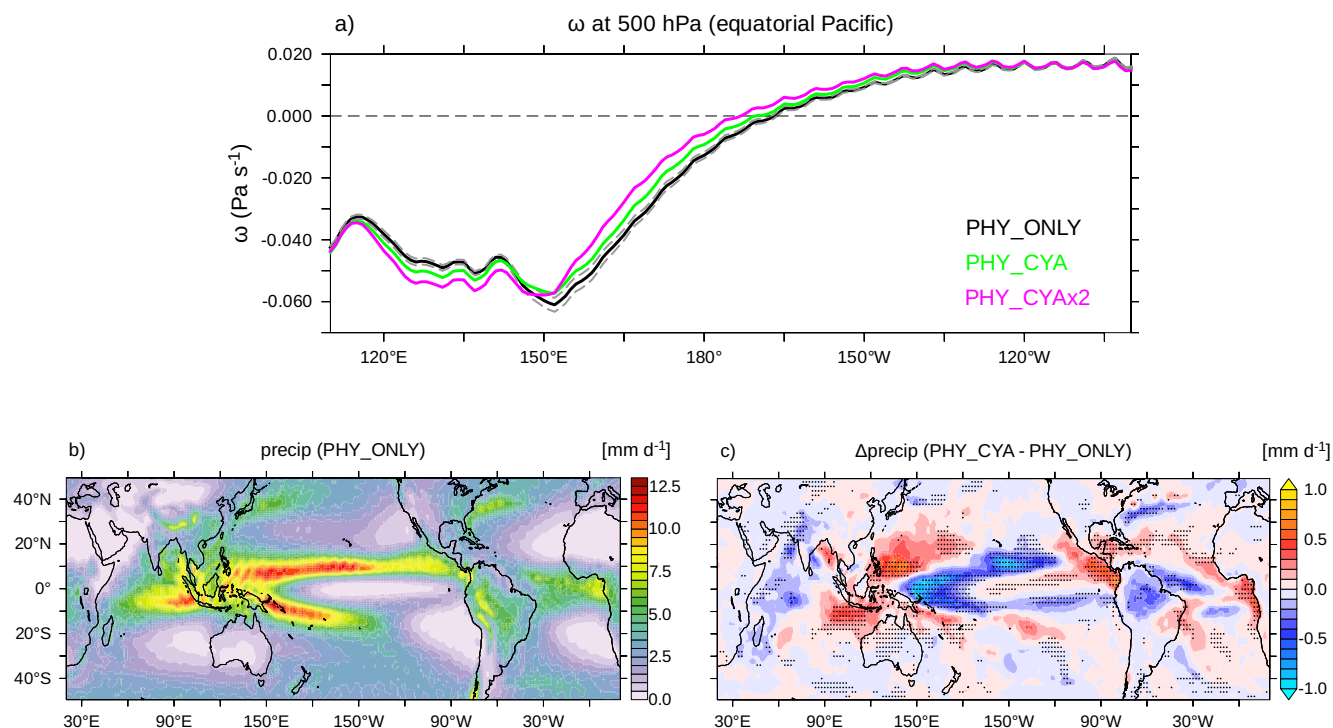 a) ω at 500 hPa (equatorial Pacific)
0.020
0.000
-0.020
-0.040
-0.060
ω (Pa s-1)
PHY_ONLY
PHY_CYA
PHY_CYAx2
120°E 150°E 180° 150°W 120°W
b) precip (PHY_ONLY) [mm d-1]
40°N
20°N
0°
20°S
40°S
30°E 90°E 150°E 150°W 90°W 30°W
12.5
10.0
7.5
5.0
2.5
0.0
c) Δprecip (PHY_CYA - PHY_ONLY) [mm d-1]
30°E 90°E 150°E 150°W 90°W 30°W
1.0
0.5
0.0
-0.5
-1.0